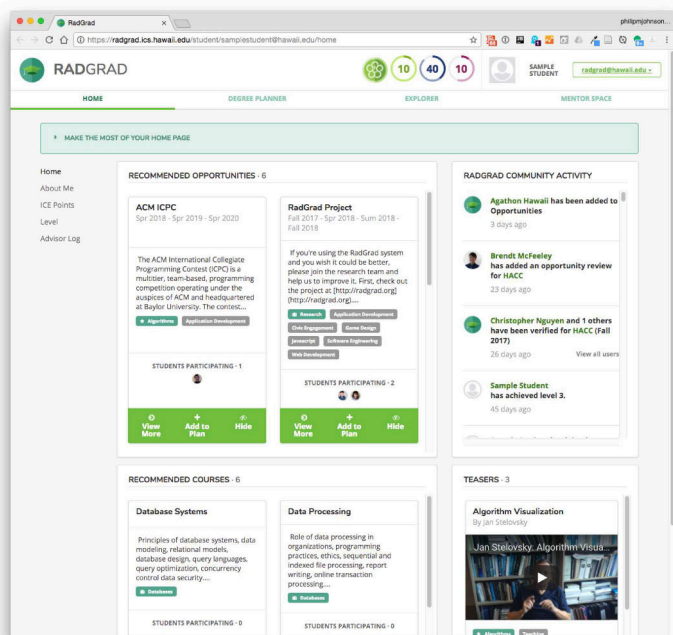 RadGrad
philipmjohnson...
https://radgrad.ics.hawaii.edu/student/samplestudent@hawaii.edu/home
RADGRAD
10
40
10
SAMPLE STUDENT
radgrad@hawaii.edu
HOME
DEGREE PLANNER
EXPLORER
MENTOR SPACE
MAKE THE MOST OF YOUR HOME PAGE
Home
About Me
ICE Points
Level
Advisor Log
RECOMMENDED OPPORTUNITIES · 6
ACM ICPC
Spr 2018 - Spr 2019 - Spr 2020
The ACM International Collegiate
Programming Contest (ICPC) is a
multitier, team-based, programming
competition operating under the
auspices of ACM and headquartered
at Baylor University. The contest...
Algorithms
Application Development
STUDENTS PARTICIPATING · 1
View More
Add to Plan
Hide
RadGrad Project
Fall 2017 - Spr 2018 - Sum 2018 -
Fall 2018
If you're using the RadGrad system
and you wish it could be better,
please join the research team and
help us to improve it. First, check out
the project at [http://radgrad.org]
(http://radgrad.org)....
Research
Application Development
Civic Engagement
Game Design
Javascript
Software Engineering
Web Development
STUDENTS PARTICIPATING · 2
View More
Add to Plan
Hide
RADGRAD COMMUNITY ACTIVITY
Agathon Hawaii has been added to
Opportunities
3 days ago
Brendt McFeeley
has added an opportunity review
for HACC
23 days ago
Christopher Nguyen and 1 others
have been verified for HACC (Fall
2017)
26 days ago
View all users
Sample Student
has achieved level 3.
45 days ago
RECOMMENDED COURSES · 6
Database Systems
Principles of database systems, data
modeling, relational models,
database design, query languages,
query optimization, concurrency
control data security....
Databases
STUDENTS PARTICIPATING · 0
Data Processing
Role of data processing in
organizations, programming
practices, ethics, sequential and
indexed file processing, report
writing, online transaction
processing....
Databases
STUDENTS PARTICIPATING · 0
TEASERS · 3
Algorithm Visualization
By Jan Stelovsky
Jan Stelovsky: Algorithm Visua...
Algorithms
Teaching